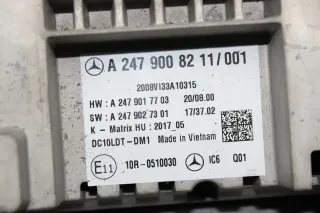 A 247 900 82 11/001
2008VI33A10315
HW : A 247 901 77 03 20/08.00
SW : A 247 902 73 01 17/37.02
K - Matrix HU : 2017_05
DC10LDT-DM1 Made in Vietnam
E11 10R-0510030 IC6 Q01